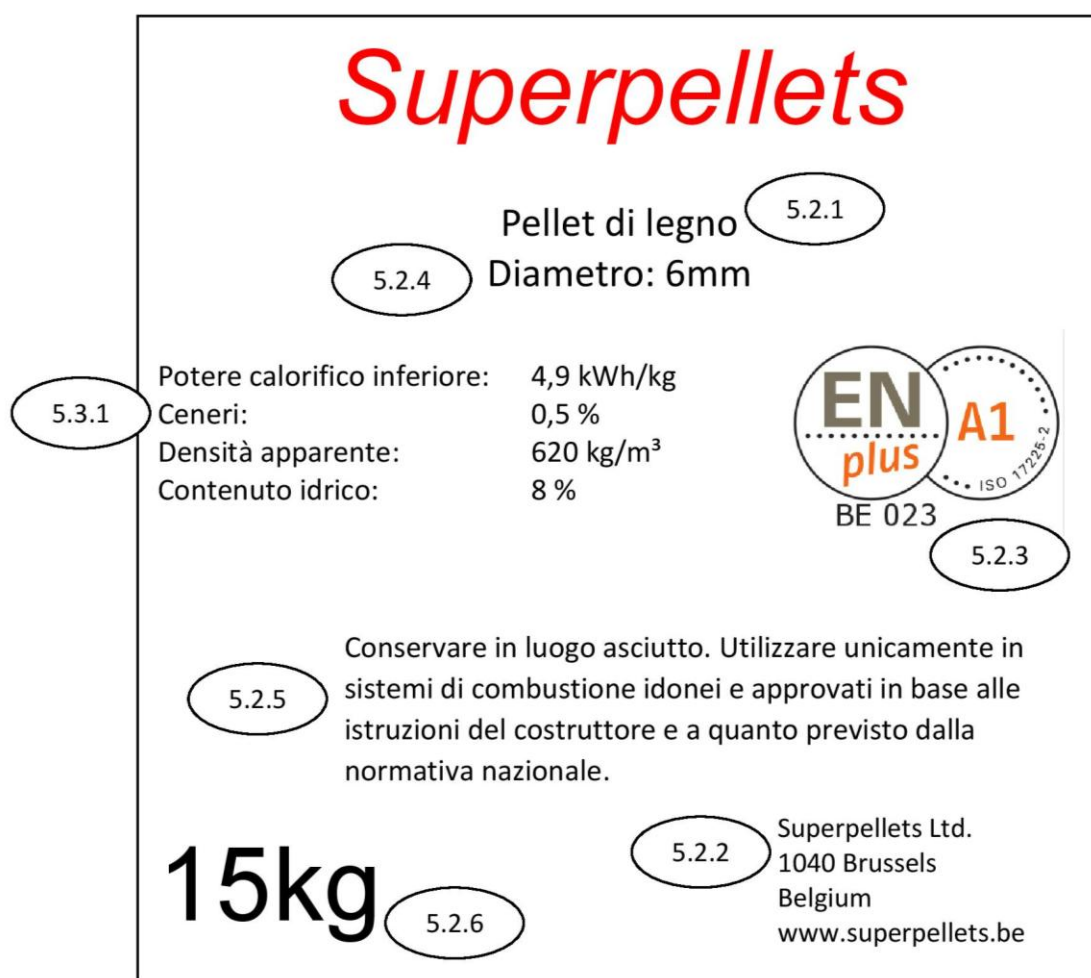 Superpellets
Pellet di legno 5.2.1
5.2.4 Diametro: 6mm
Potere calorifico inferiore: 4,9 kWh/kg
5.3.1 Ceneri: 0,5 %
Densità apparente: 620 kg/m³
Contenuto idrico: 8 %
EN
plus
A1
ISO 17225-2
BE 023
5.2.3
Conservare in luogo asciutto. Utilizzare unicamente in
5.2.5 sistemi di combustione idonei e approvati in base alle
istruzioni del costruttore e a quanto previsto dalla
normativa nazionale.
15kg
5.2.6
5.2.2
Superpellets Ltd.
1040 Brussels
Belgium
www.superpellets.be